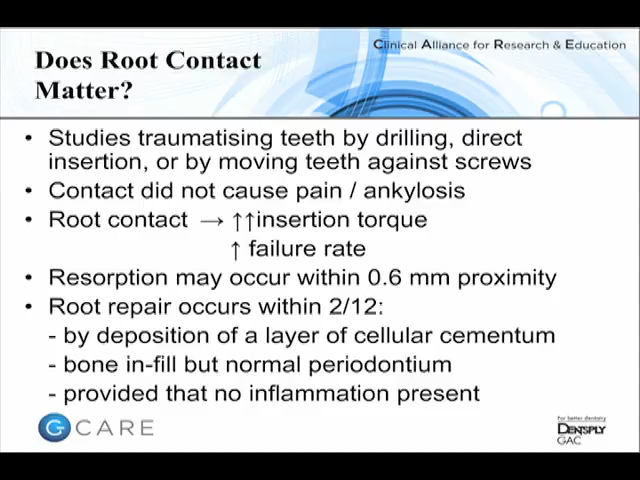 Clinical Alliance for Research & Education
Does Root Contact
Matter?
• Studies traumatising teeth by drilling, direct
insertion, or by moving teeth against screws
• Contact did not cause pain / ankylosis
• Root contact → ↑↑insertion torque
↑ failure rate
• Resorption may occur within 0.6 mm proximity
• Root repair occurs within 2/12:
- by deposition of a layer of cellular cementum
- bone in-fill but normal periodontium
- provided that no inflammation present
G CARE
For better dentistry
DENTSPLY
GAC